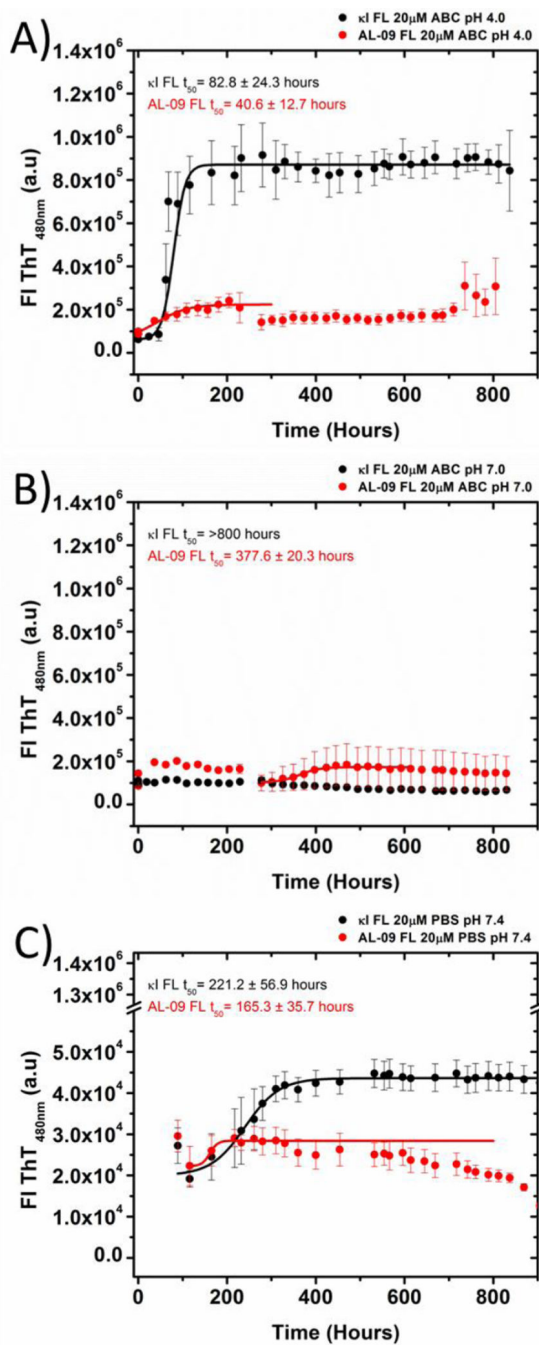 A)
κI FL 20μM ABC pH 4.0
AL-09 FL 20μM ABC pH 4.0
κI FL t50= 82.8 ± 24.3 hours
AL-09 FL t50= 40.6 ± 12.7 hours
1.4x10^6
1.2x10^6
1.0x10^6
8.0x10^5
6.0x10^5
4.0x10^5
2.0x10^5
0.0
FI ThT 480nm (a.u)
0 200 400 600 800
Time (Hours)
B)
κI FL 20μM ABC pH 7.0
AL-09 FL 20μM ABC pH 7.0
κI FL t50= >800 hours
AL-09 FL t50= 377.6 ± 20.3 hours
1.4x10^6
1.2x10^6
1.0x10^6
8.0x10^5
6.0x10^5
4.0x10^5
2.0x10^5
0.0
FI ThT 480nm (a.u)
0 200 400 600 800
Time (Hours)
C)
κI FL 20μM PBS pH 7.4
AL-09 FL 20μM PBS pH 7.4
κI FL t50= 221.2 ± 56.9 hours
AL-09 FL t50= 165.3 ± 35.7 hours
1.4x10^6
1.3x10^6
5.0x10^4
4.0x10^4
3.0x10^4
2.0x10^4
1.0x10^4
0.0
FI ThT 480nm (a.u)
0 200 400 600 800
Time (Hours)